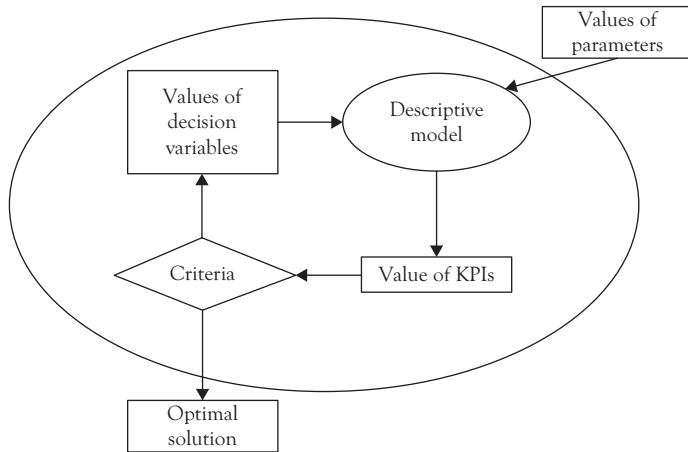 Values of
parameters
Values of
decision
variables
Descriptive
model
Criteria
Value of KPIs
Optimal
solution